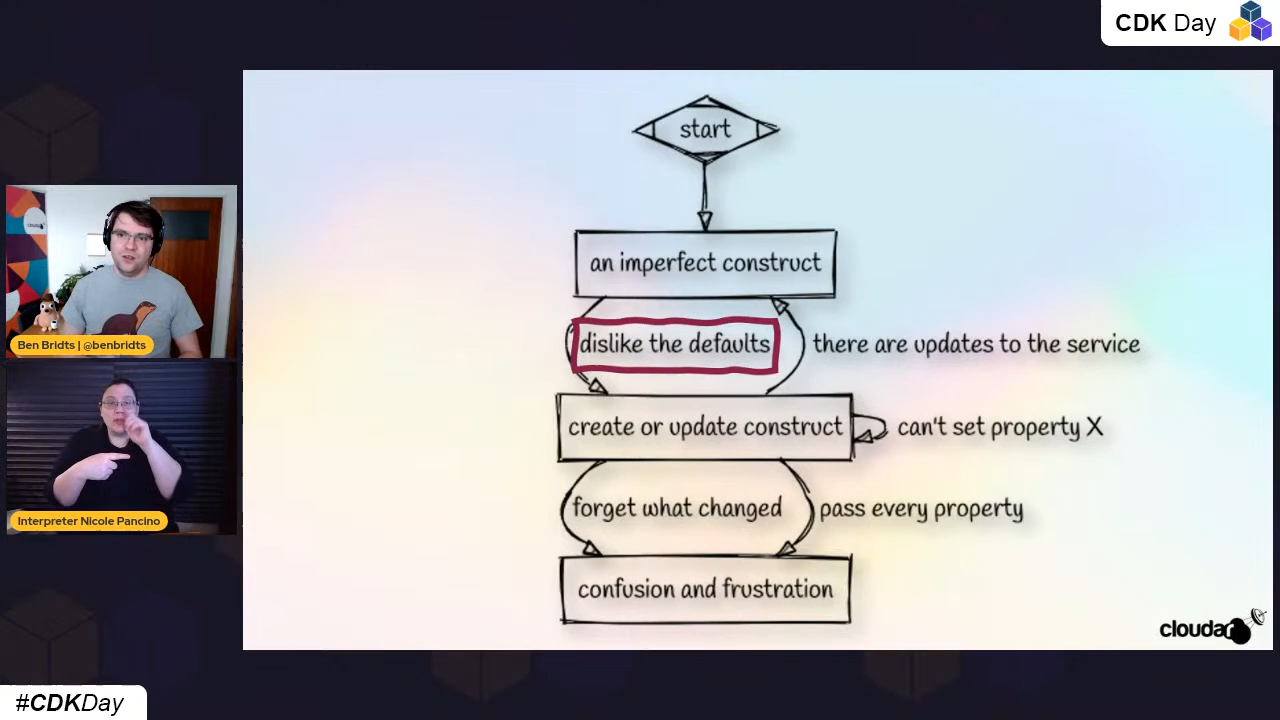 CDK Day
start
an imperfect construct
dislike the defaults
there are updates to the service
create or update construct
can't set property X
forget what changed
pass every property
confusion and frustration
Ben Bridts | @benbridts
Interpreter Nicole Pancino
#CDKDay